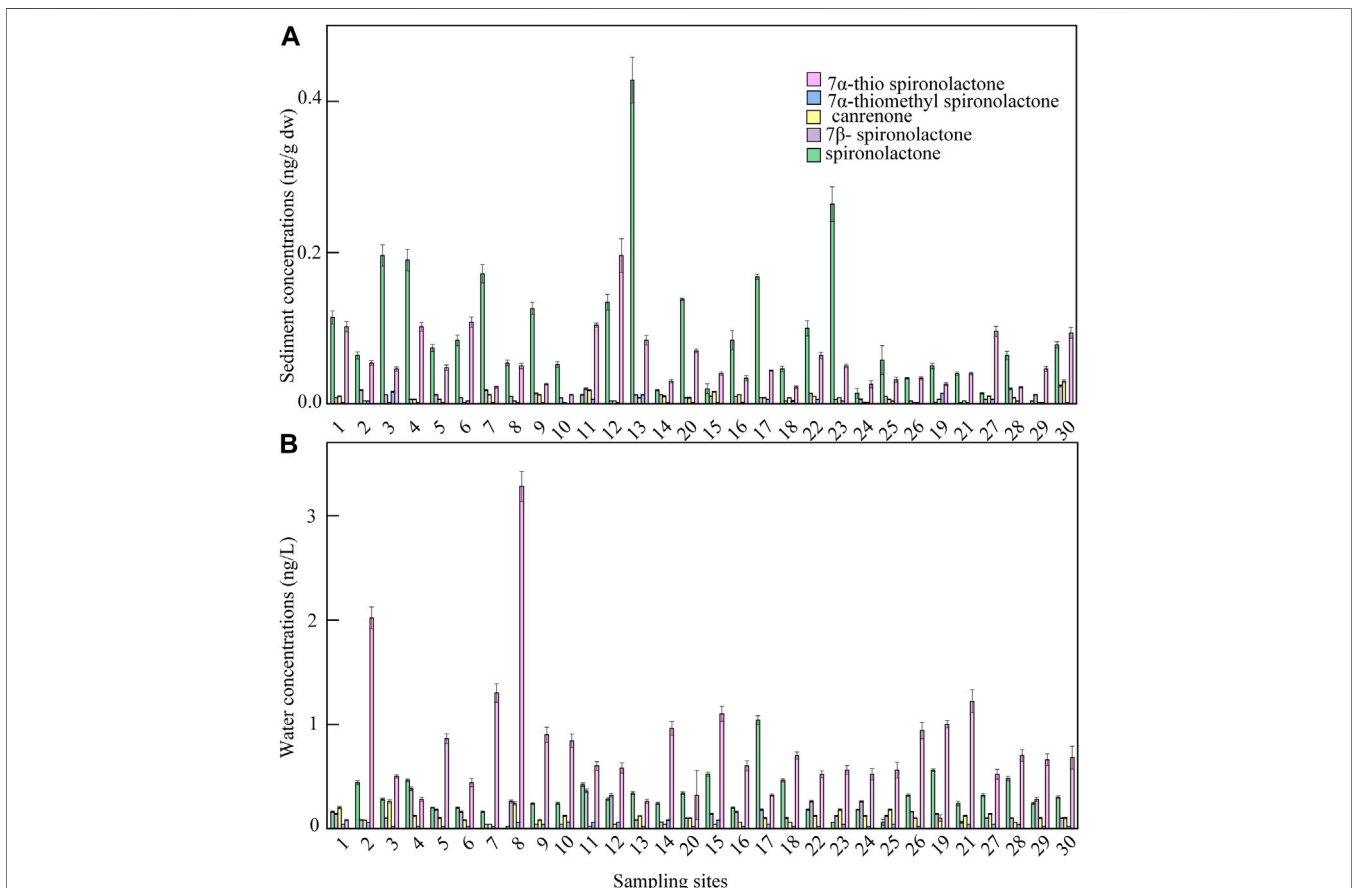 A
Sediment concentrations (ng/g dw)
0.4
0.2
0.0
7α-thio spironolactone
7α-thiomethyl spironolactone
canrenone
7β- spironolactone
spironolactone
1 2 3 4 5 6 7 8 9 10 11 12 13 14 20 15 16 17 18 22 23 24 25 26 19 21 27 28 29 30
B
Water concentrations (ng/L)
3
2
1
0
1 2 3 4 5 6 7 8 9 10 11 12 13 14 20 15 16 17 18 22 23 24 25 26 19 21 27 28 29 30
Sampling sites